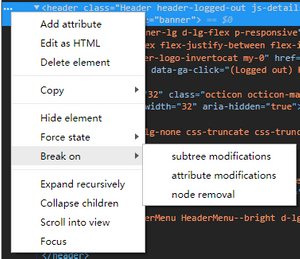 <header class="Header header-logged-out js-detail
Add attribute
="banner"> == $0
Edit as HTML
ner-lg d-lg-flex p-responsive"
Delete element
flex justify-between flex-i
er-logo-invertocat my-0" href=
data-ga-click="(Logged out) H
Copy
"32" class="octicon octicon-ma
width="32" aria-hidden="true">
Hide element
Force state
lg-none css-truncate css-trunc
Break on
subtree modifications
attribute modifications
node removal
Expand recursively
Collapse children
Scroll into view
erMenu HeaderMenu--bright d-lg
Focus
</header>